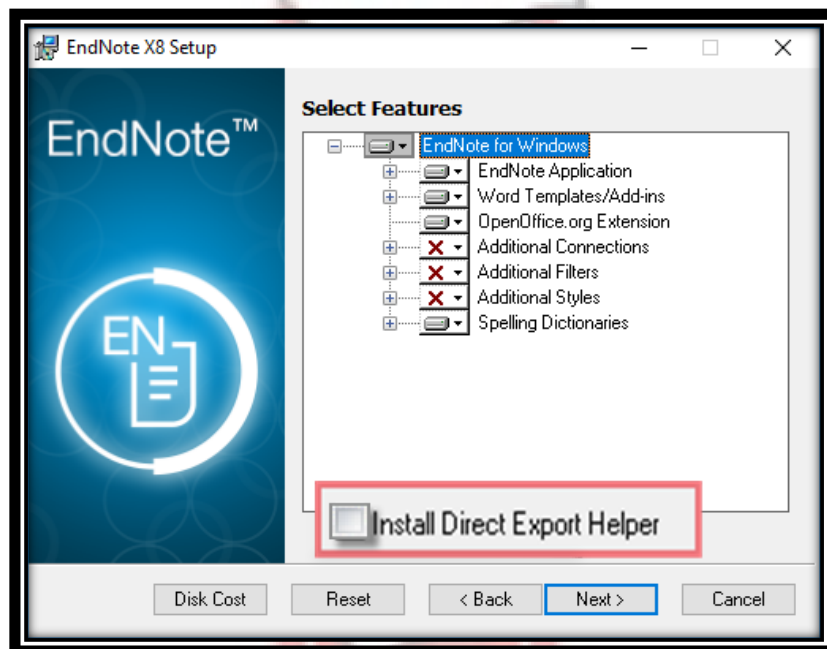 EndNote X8 Setup
EndNote™
EN
Select Features
EndNote for Windows
EndNote Application
Word Templates/Add-ins
OpenOffice.org Extension
Additional Connections
Additional Filters
Additional Styles
Spelling Dictionaries
Install Direct Export Helper
Disk Cost Reset < Back Next > Cancel